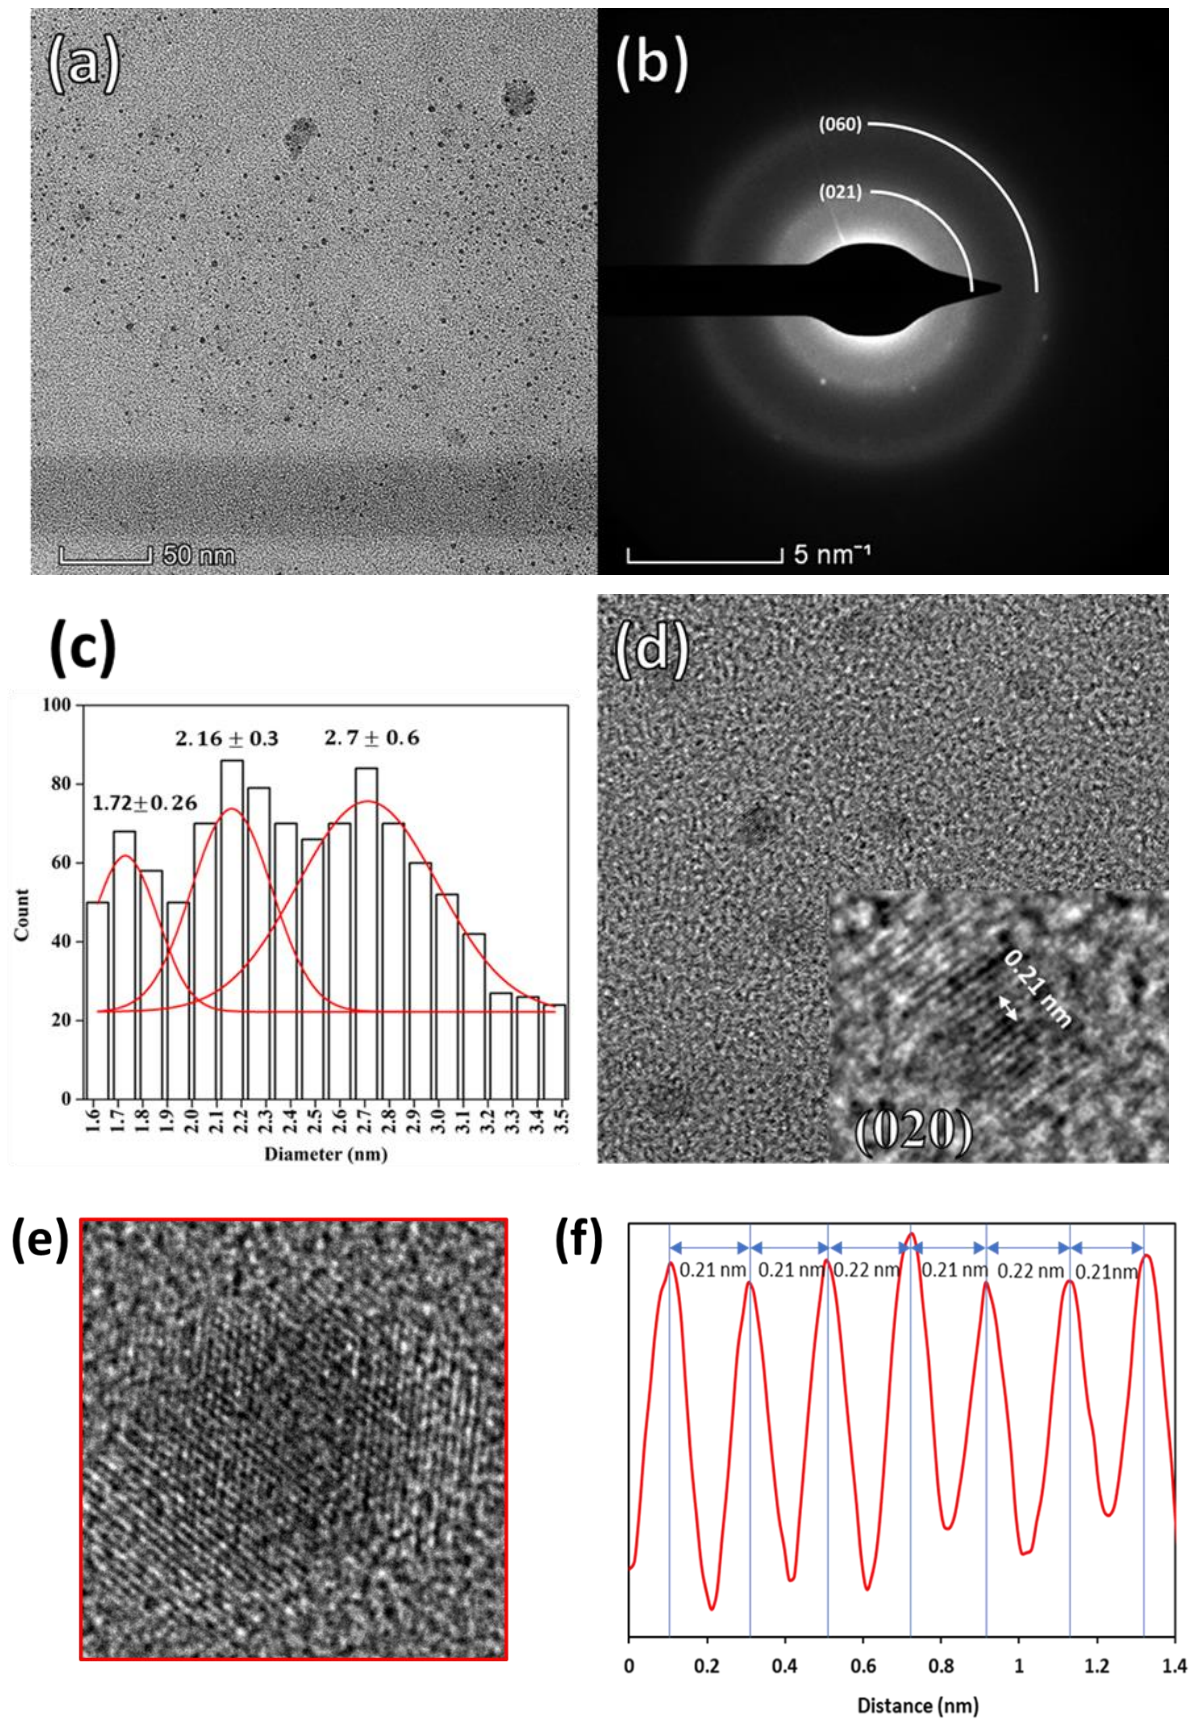 (a)
50 nm
(b)
(060)
(021)
5 nm⁻¹
(c)
100
80
60
40
20
0
Count
1.72±0.26
2.16 ± 0.3
2.7 ± 0.6
1.6 1.7 1.8 1.9 2.0 2.1 2.2 2.3 2.4 2.5 2.6 2.7 2.8 2.9 3.0 3.1 3.2 3.3 3.4 3.5
Diameter (nm)
(d)
0.21 nm
(020)
(e)
(f)
0.21 nm 0.21 nm 0.22 nm 0.21 nm 0.22 nm 0.21nm
0 0.2 0.4 0.6 0.8 1 1.2 1.4
Distance (nm)